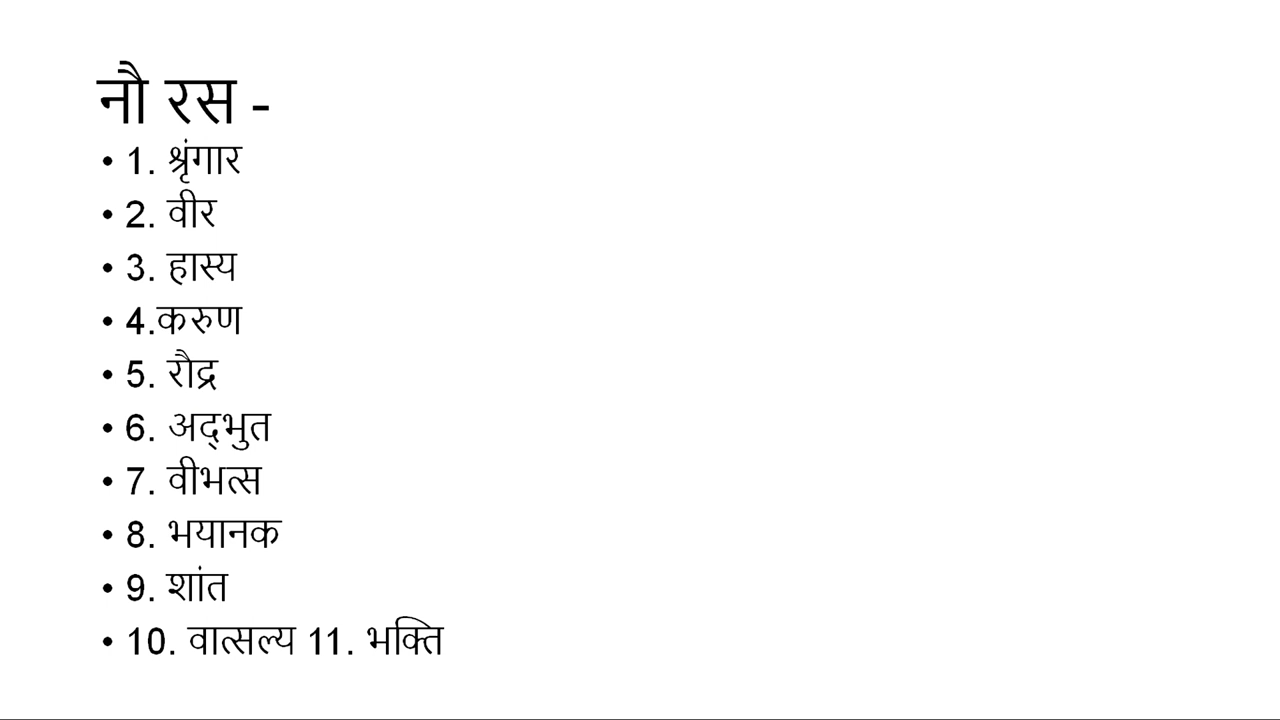 नौ रस -
• 1. श्रृंगार
• 2. वीर
• 3. हास्य
• 4.करुण
• 5. रौद्र
• 6. अद्‌भुत
• 7. वीभत्स
• 8. भयानक
• 9. शांत
• 10. वात्सल्य 11. भक्ति